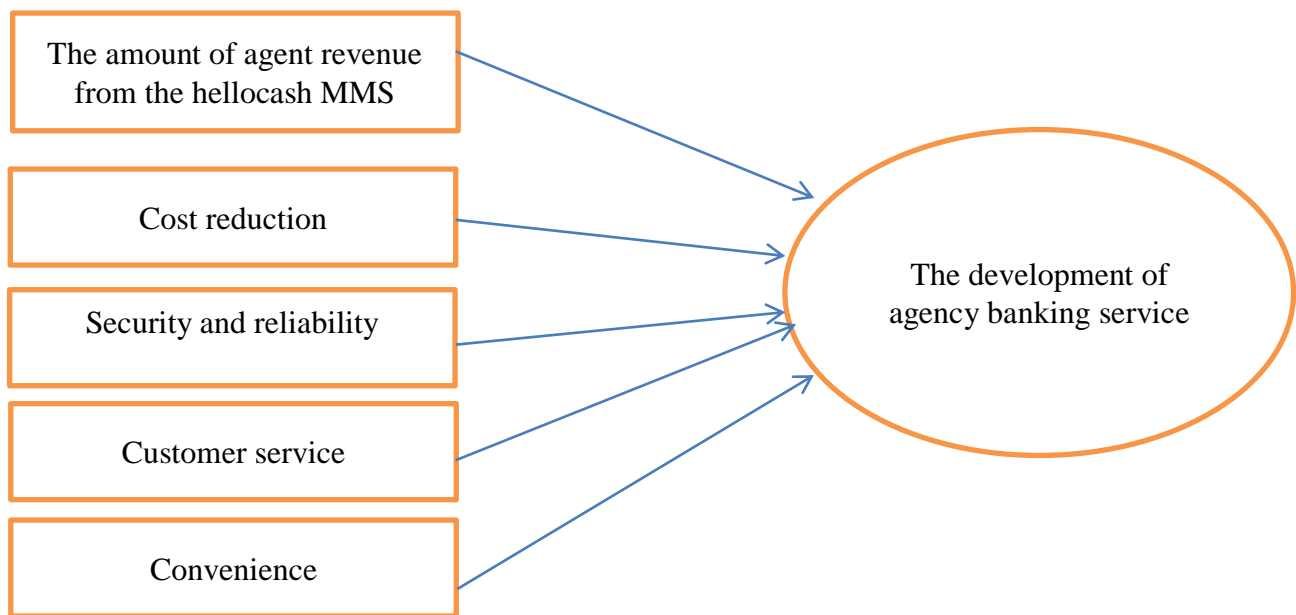 The amount of agent revenue
from the hellocash MMS
Cost reduction
Security and reliability
Customer service
Convenience
The development of
agency banking service